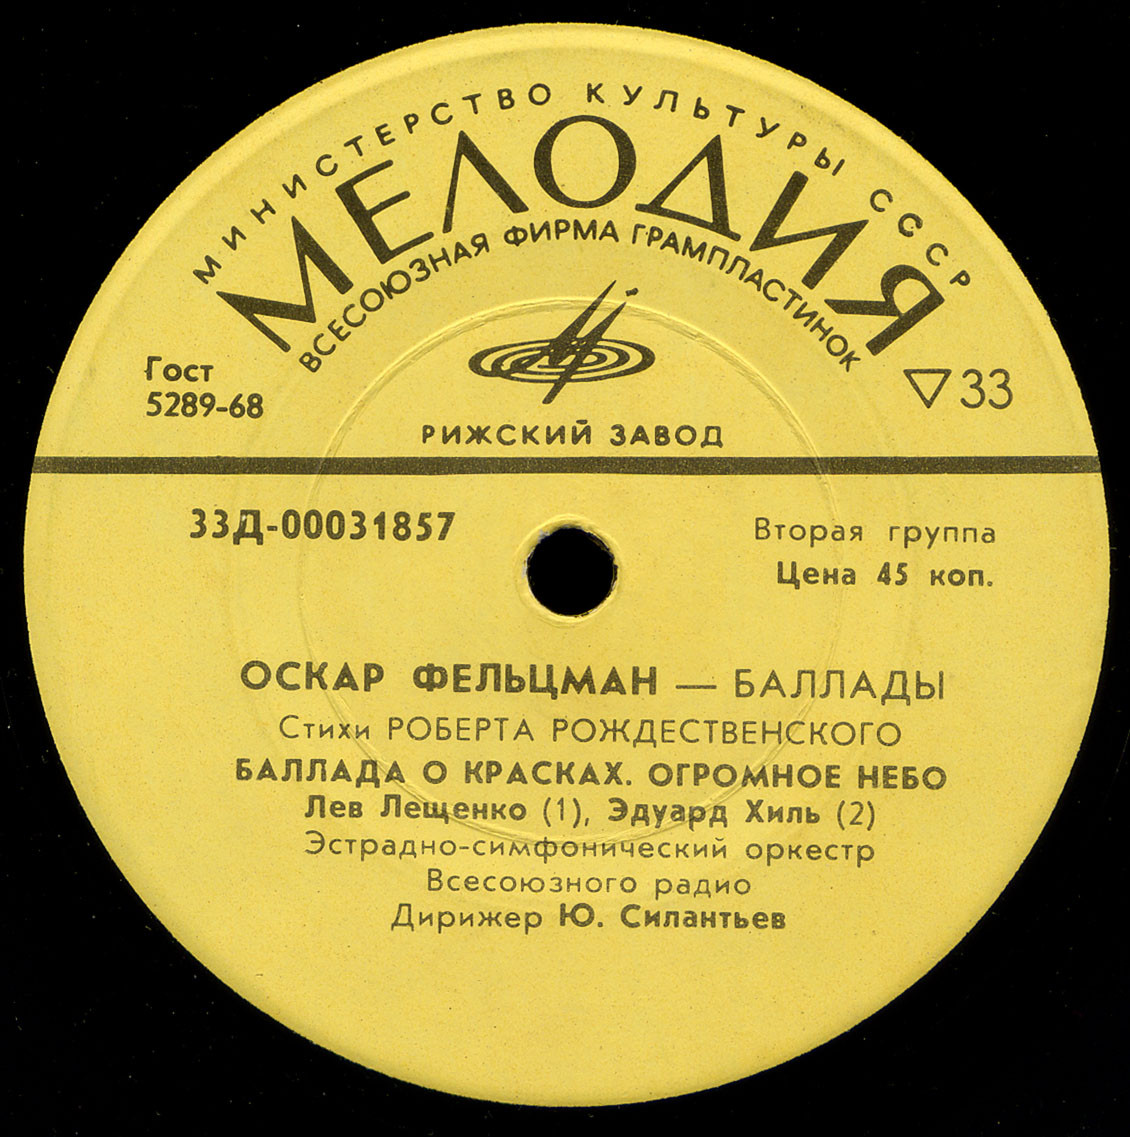 МИНИСТЕРСТВО КУЛЬТУРЫ СССР
МЕЛОДИЯ
ВСЕСОЮЗНАЯ ФИРМА ГРАМПЛАСТИНОК
Гост
5289-68
33
РИЖСКИЙ ЗАВОД
33Д-00031857
Вторая группа
Цена 45 коп.
ОСКАР ФЕЛЬЦМАН — БАЛЛАДЫ
Стихи РОБЕРТА РОЖДЕСТВЕНСКОГО
БАЛЛАДА О КРАСКАХ. ОГРОМНОЕ НЕБО
Лев Лещенко (1), Эдуард Хиль (2)
Эстрадно-симфонический оркестр
Всесоюзного радио
Дирижер Ю. Силантьев